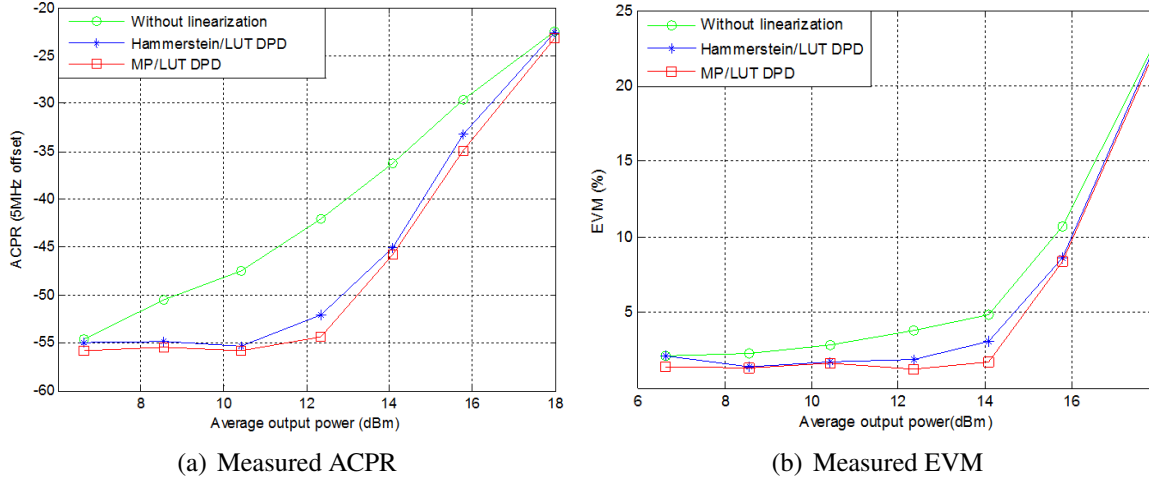 -20
-25
-30
-35
-40
-45
-50
-55
-60
ACPR (5MHz offset)
Without linearization
Hammerstein/LUT DPD
MP/LUT DPD
8 10 12 14 16 18
Average output power (dBm)
(a) Measured ACPR
25
20
15
10
5
EVM (%)
Without linearization
Hammerstein/LUT DPD
MP/LUT DPD
6 8 10 12 14 16
Average output power(dBm)
(b) Measured EVM